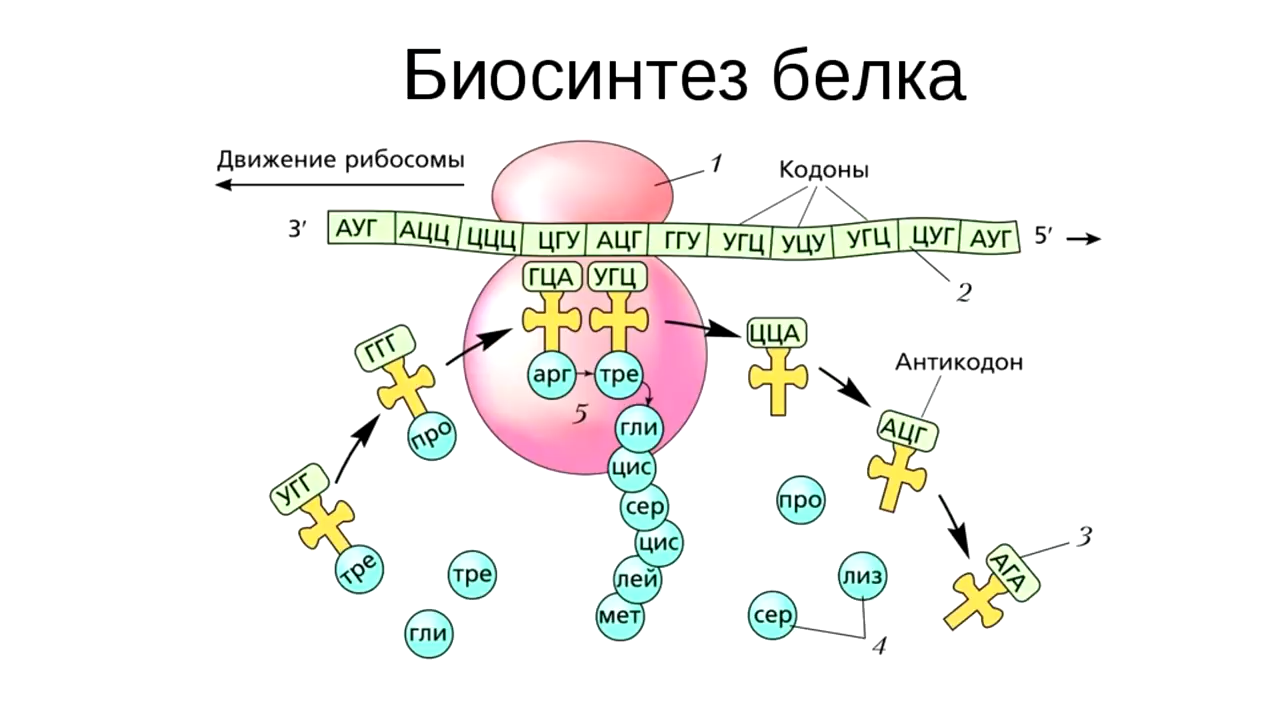 Биосинтез белка
Движение рибосомы
1
Кодоны
3′ АУГ АЦЦ ЦЦЦ ЦГУ АЦГ ГГУ УГЦ УЦУ УГЦ ЦУГ АУГ 5′
2
ГЦА УГЦ
ГГГ
ЦЦА
Антикодон
арг тре
5
АЦГ
про
гли
УГГ
цис
про
сер
3
цис
АГА
тре
тре
лей
лиз
гли
мет
сер
4